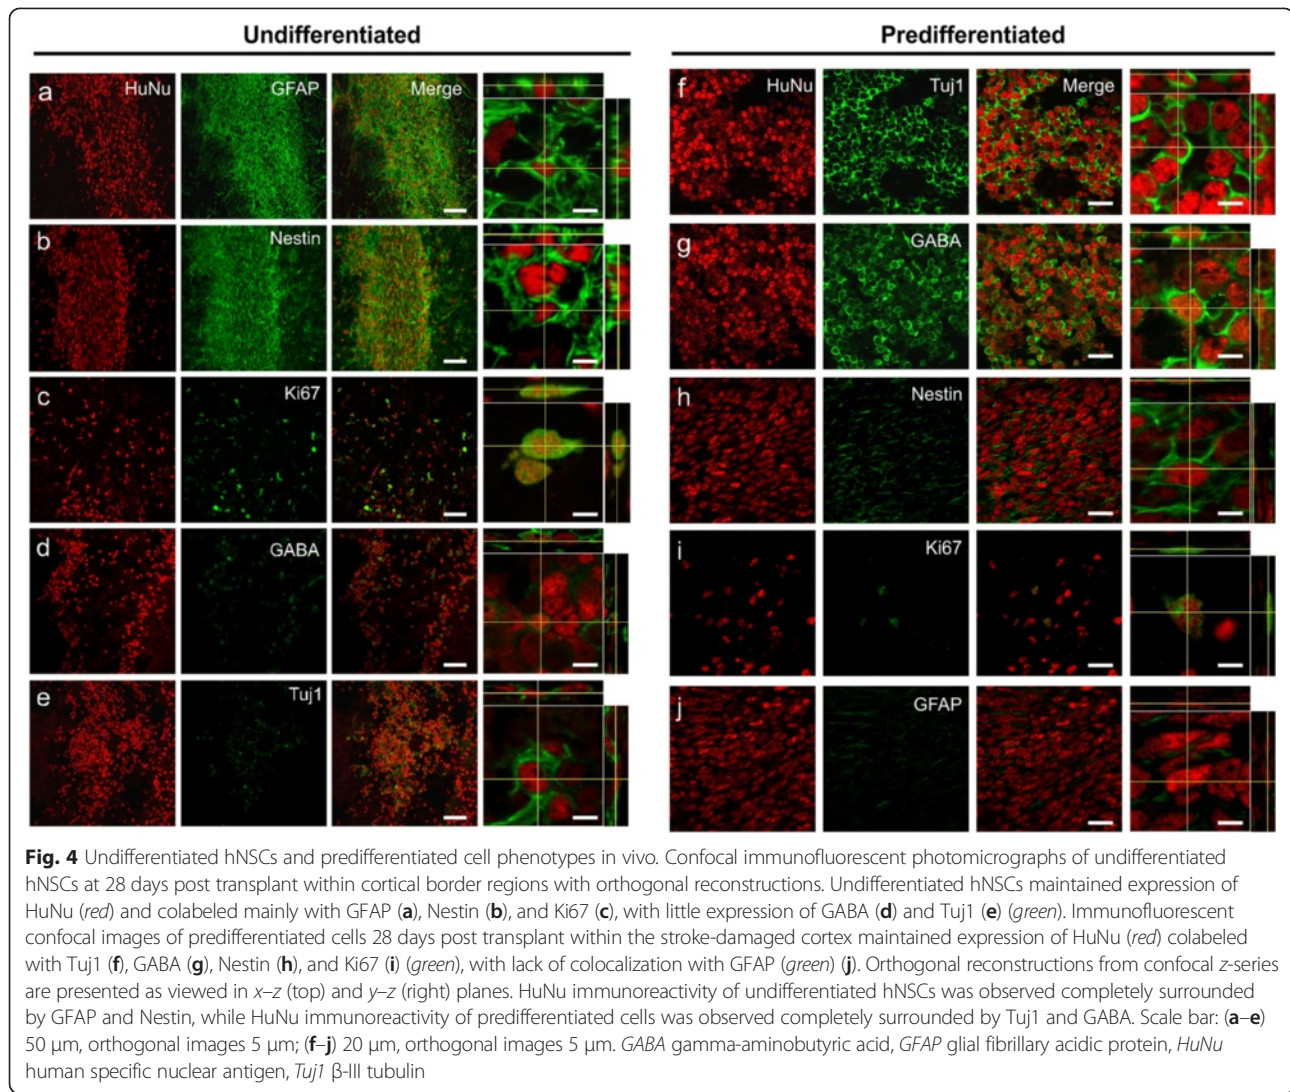 Undifferentiated
Predifferentiated
a HuNu GFAP Merge
f HuNu Tuj1 Merge
b Nestin
g GABA
c Ki67
h Nestin
d GABA
i Ki67
e Tuj1
j GFAP
Fig. 4 Undifferentiated hNSCs and predifferentiated cell phenotypes in vivo. Confocal immunofluorescent photomicrographs of undifferentiated
hNSCs at 28 days post transplant within cortical border regions with orthogonal reconstructions. Undifferentiated hNSCs maintained expression of
HuNu (red) and colabeled mainly with GFAP (a), Nestin (b), and Ki67 (c), with little expression of GABA (d) and Tuj1 (e) (green). Immunofluorescent
confocal images of predifferentiated cells 28 days post transplant within the stroke-damaged cortex maintained expression of HuNu (red) colabeled
with Tuj1 (f), GABA (g), Nestin (h), and Ki67 (i) (green), with lack of colocalization with GFAP (green) (j). Orthogonal reconstructions from confocal z-series
are presented as viewed in x–z (top) and y–z (right) planes. HuNu immunoreactivity of undifferentiated hNSCs was observed completely surrounded
by GFAP and Nestin, while HuNu immunoreactivity of predifferentiated cells was observed completely surrounded by Tuj1 and GABA. Scale bar: (a–e)
50 μm, orthogonal images 5 μm; (f–j) 20 μm, orthogonal images 5 μm. GABA gamma-aminobutyric acid, GFAP glial fibrillary acidic protein, HuNu
human specific nuclear antigen, Tuj1 β-III tubulin